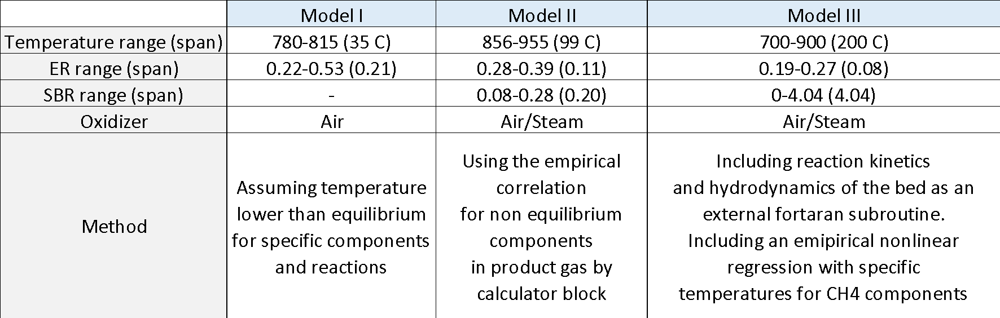 Model I Model II Model III
Temperature range (span) 780-815 (35 C) 856-955 (99 C) 700-900 (200 C)
ER range (span) 0.22-0.53 (0.21) 0.28-0.39 (0.11) 0.19-0.27 (0.08)
SBR range (span) - 0.08-0.28 (0.20) 0-4.04 (4.04)
Oxidizer Air Air/Steam Air/Steam
Method
Assuming temperature
lower than equilibrium
for specific components
and reactions
Using the empirical
correlation
for non equilibrium
components
in product gas by
calculator block
Including reaction kinetics
and hydrodynamics of the bed as an
external fortaran subroutine.
Including an emipirical nonlinear
regression with specific
temperatures for CH4 components